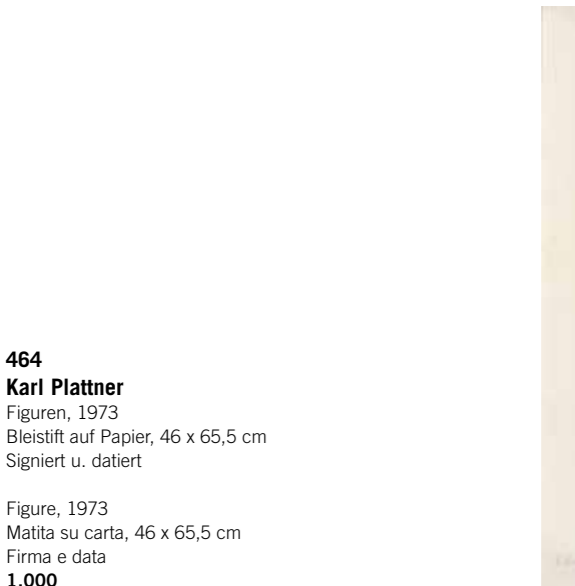 464
Karl Plattner
Figuren, 1973
Bleistift auf Papier, 46 x 65,5 cm
Signiert u. datiert
Figure, 1973
Matita su carta, 46 x 65,5 cm
Firma e data
1.000